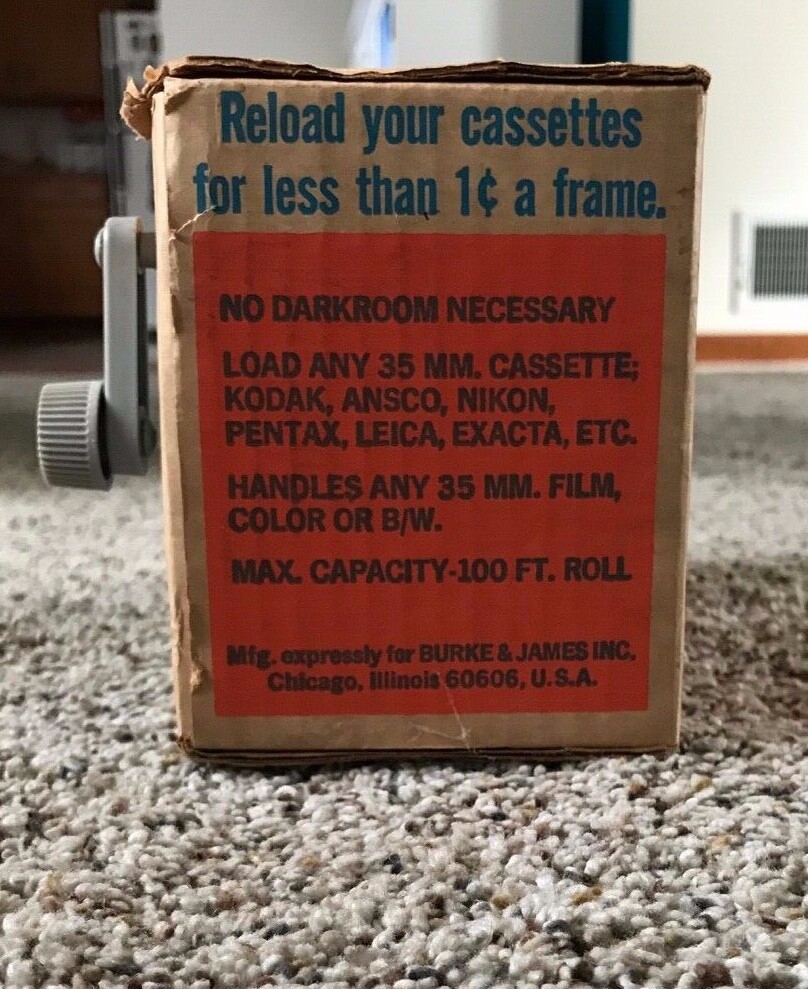 Reload your cassettes
for less than 1¢ a frame.
NO DARKROOM NECESSARY
LOAD ANY 35 MM. CASSETTE;
KODAK, ANSCO, NIKON,
PENTAX, LEICA, EXACTA, ETC.
HANDLES ANY 35 MM. FILM,
COLOR OR B/W.
MAX. CAPACITY-100 FT. ROLL
Mfg. expressly for BURKE & JAMES INC.
Chicago, Illinois 60606, U.S.A.